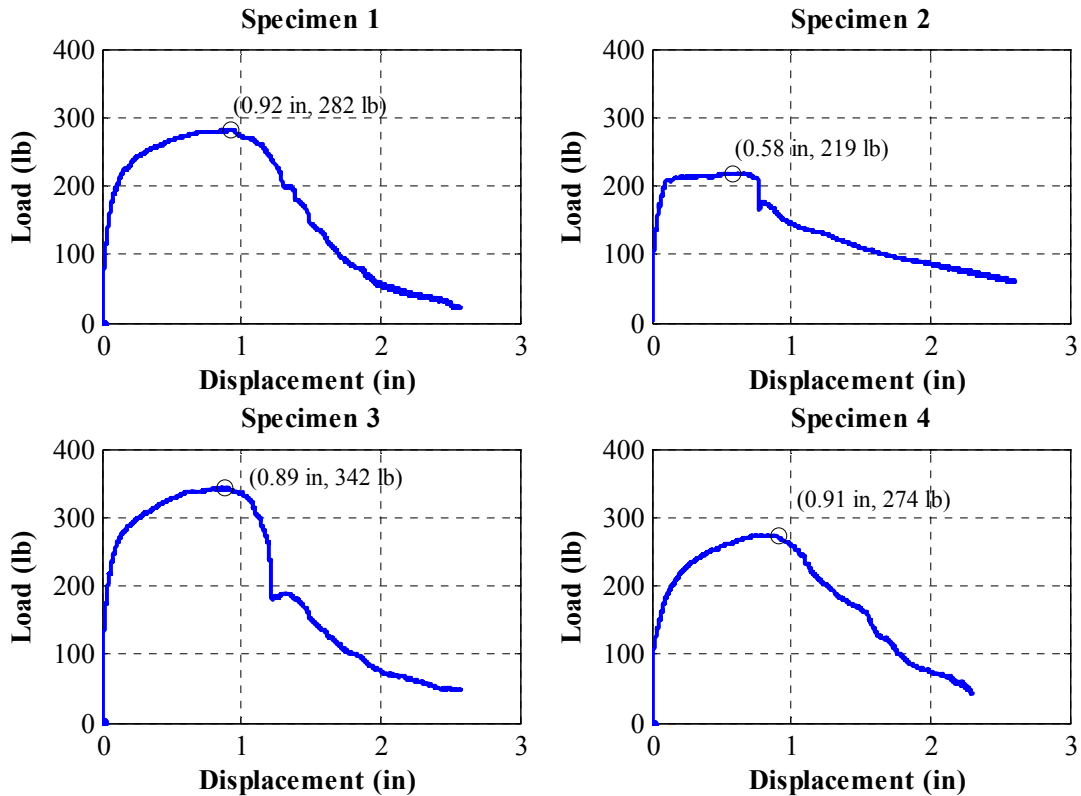 Specimen 1
400
300
200
100
0
0 1 2 3
Load (lb)
Displacement (in)
(0.92 in, 282 lb)
Specimen 2
400
300
200
100
0
0 1 2 3
Load (lb)
Displacement (in)
(0.58 in, 219 lb)
Specimen 3
400
300
200
100
0
0 1 2 3
Load (lb)
Displacement (in)
(0.89 in, 342 lb)
Specimen 4
400
300
200
100
0
0 1 2 3
Load (lb)
Displacement (in)
(0.91 in, 274 lb)